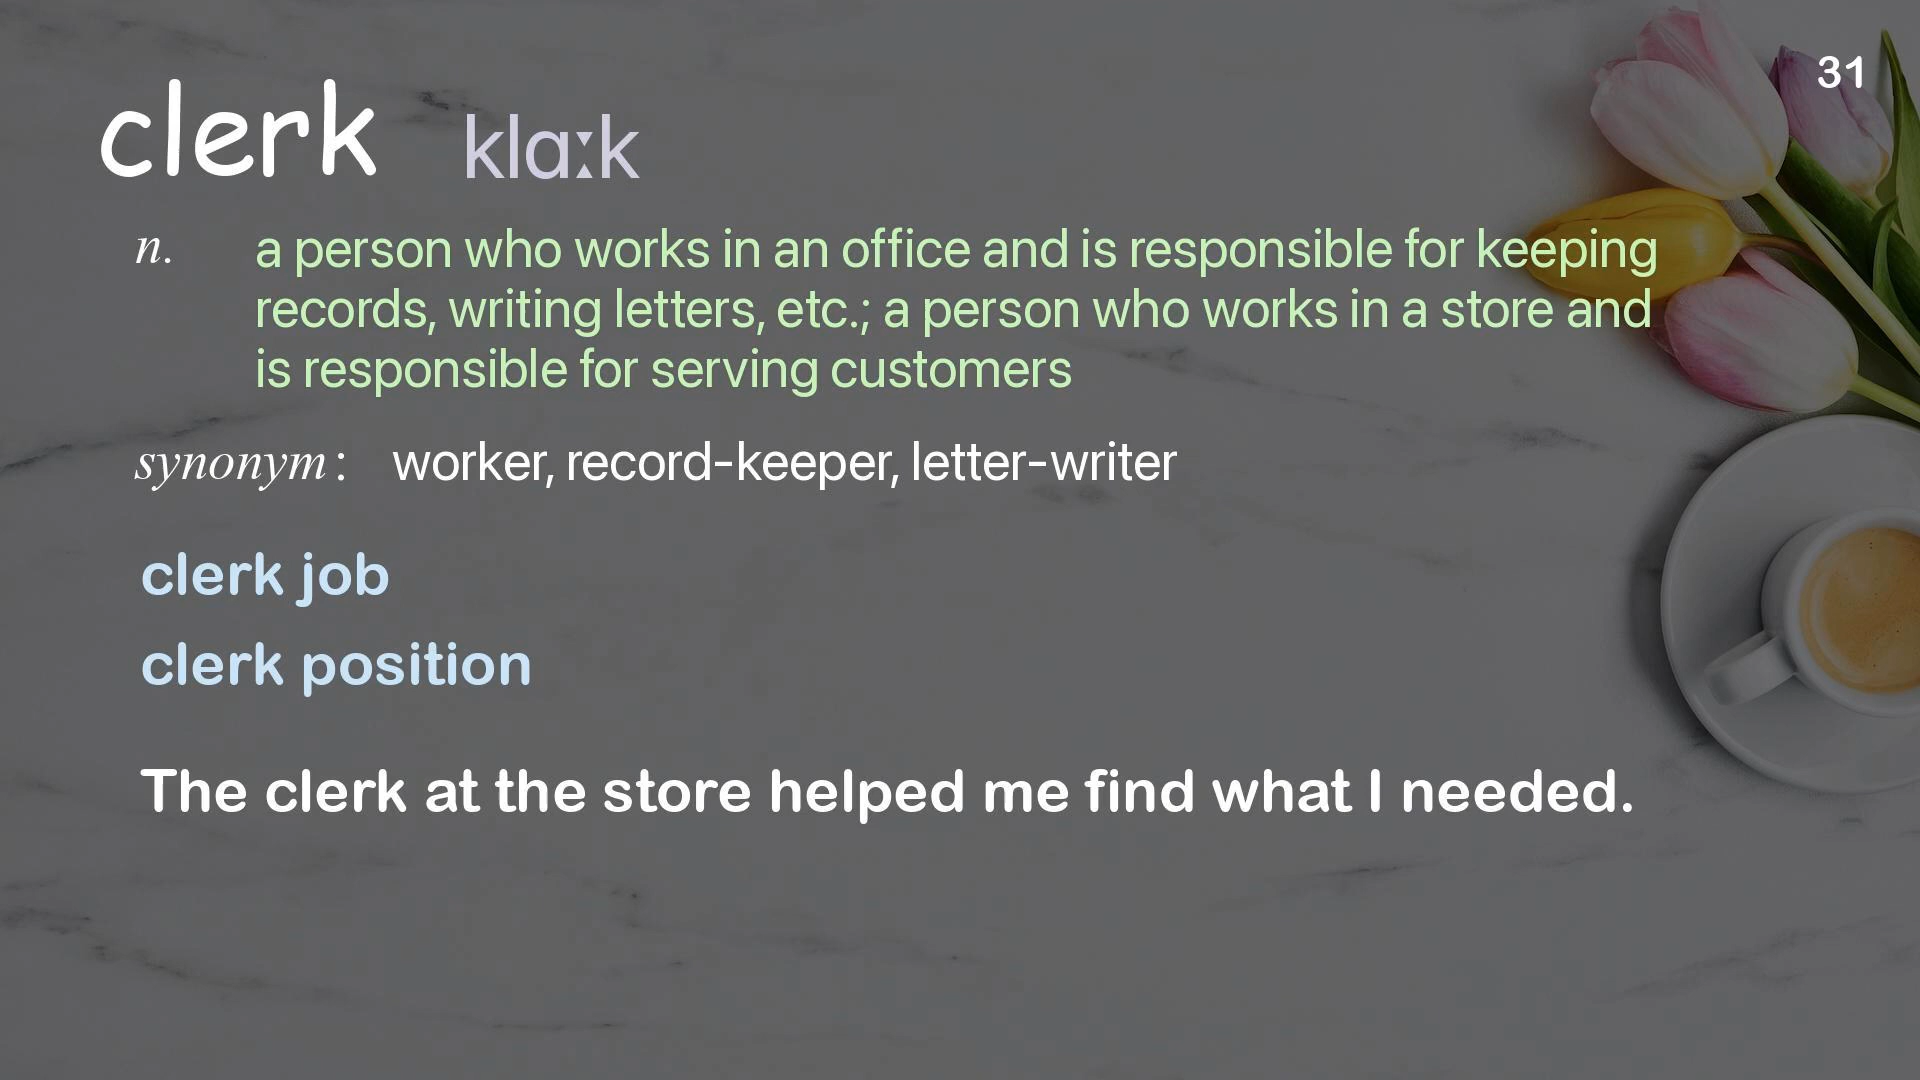 31
clerk klɑːk
n. a person who works in an office and is responsible for keeping
records, writing letters, etc.; a person who works in a store and
is responsible for serving customers
synonym: worker, record-keeper, letter-writer
clerk job
clerk position
The clerk at the store helped me find what I needed.